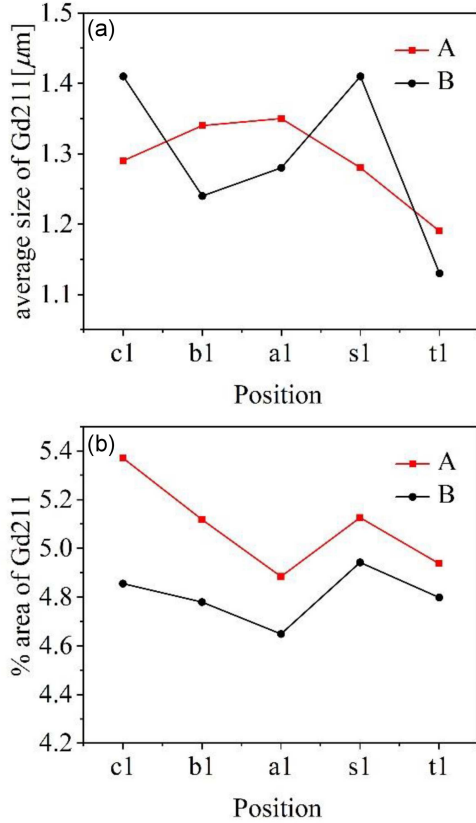 (a)
A
B
1.5
1.4
1.3
1.2
1.1
average size of Gd211[μm]
c1 b1 a1 s1 t1
Position
(b)
A
B
5.4
5.2
5.0
4.8
4.6
4.4
4.2
% area of Gd211
c1 b1 a1 s1 t1
Position